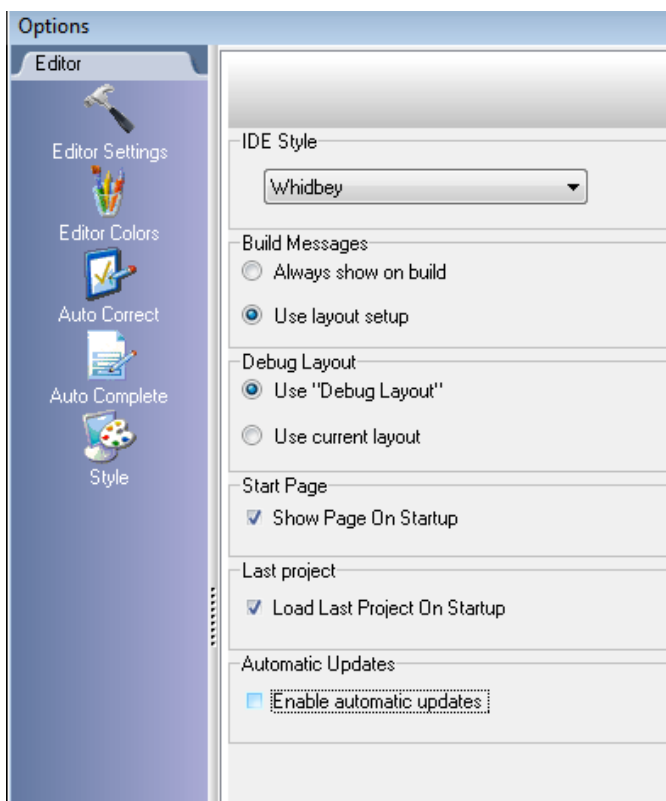 Options
Editor
Editor Settings
Editor Colors
Auto Correct
Auto Complete
Style
IDE Style
Whidbey
Build Messages
Always show on build
Use layout setup
Debug Layout
Use "Debug Layout"
Use current layout
Start Page
Show Page On Startup
Last project
Load Last Project On Startup
Automatic Updates
Enable automatic updates